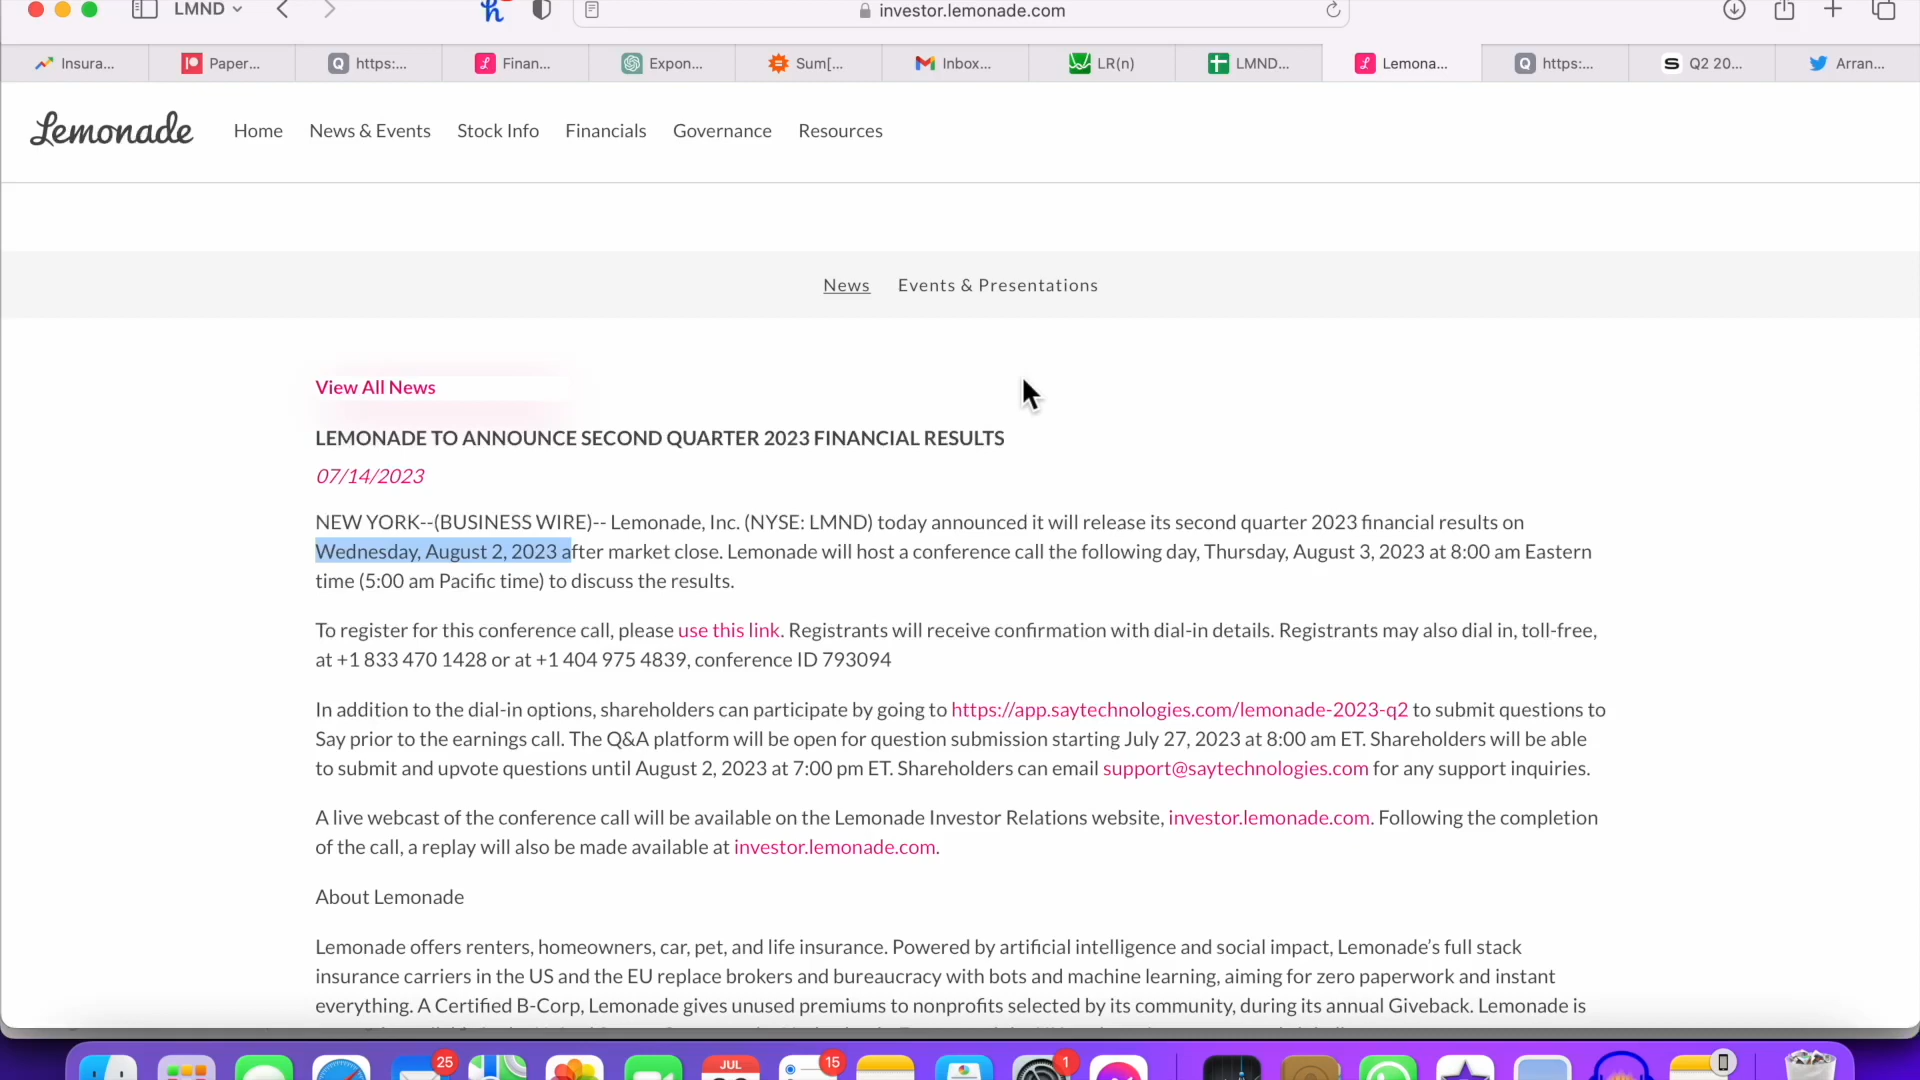 LMND
investor.lemonade.com
Insura...
Paper...
https:...
Finan...
Expon...
Sum[...
Inbox...
LR(n)
LMND...
Lemona...
https:...
Q2 20...
Arran...
Lemonade
Home
News & Events
Stock Info
Financials
Governance
Resources
News
Events & Presentations
View All News
LEMONADE TO ANNOUNCE SECOND QUARTER 2023 FINANCIAL RESULTS
07/14/2023
NEW YORK--(BUSINESS WIRE)-- Lemonade, Inc. (NYSE: LMND) today announced it will release its second quarter 2023 financial results on
Wednesday, August 2, 2023 after market close. Lemonade will host a conference call the following day, Thursday, August 3, 2023 at 8:00 am Eastern
time (5:00 am Pacific time) to discuss the results.
To register for this conference call, please use this link. Registrants will receive confirmation with dial-in details. Registrants may also dial in, toll-free,
at +1 833 470 1428 or at +1 404 975 4839, conference ID 793094
In addition to the dial-in options, shareholders can participate by going to https://app.saytechnologies.com/lemonade-2023-q2 to submit questions to
Say prior to the earnings call. The Q&A platform will be open for question submission starting July 27, 2023 at 8:00 am ET. Shareholders will be able
to submit and upvote questions until August 2, 2023 at 7:00 pm ET. Shareholders can email support@saytechnologies.com for any support inquiries.
A live webcast of the conference call will be available on the Lemonade Investor Relations website, investor.lemonade.com. Following the completion
of the call, a replay will also be made available at investor.lemonade.com.
About Lemonade
Lemonade offers renters, homeowners, car, pet, and life insurance. Powered by artificial intelligence and social impact, Lemonade's full stack
insurance carriers in the US and the EU replace brokers and bureaucracy with bots and machine learning, aiming for zero paperwork and instant
everything. A Certified B-Corp, Lemonade gives unused premiums to nonprofits selected by its community, during its annual Giveback. Lemonade is
25
JUL
15
1